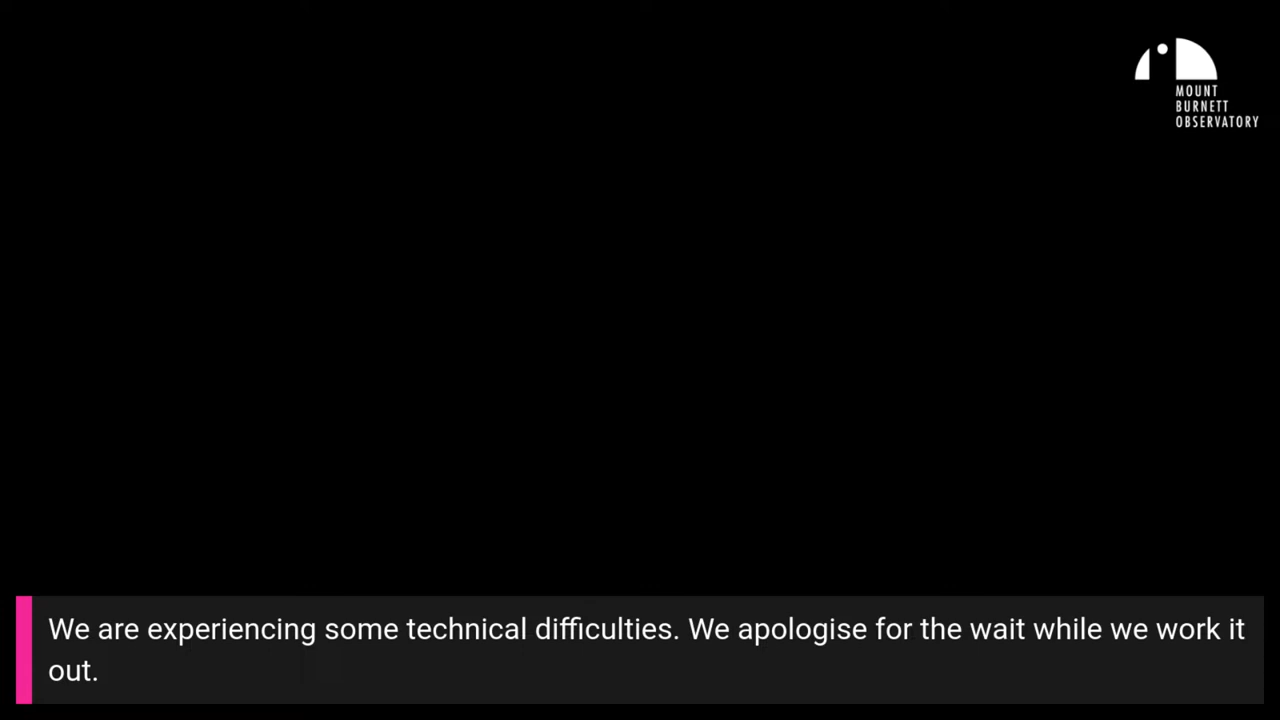 MOUNT
BURNETT
OBSERVATORY
We are experiencing some technical difficulties. We apologise for the wait while we work it
out.